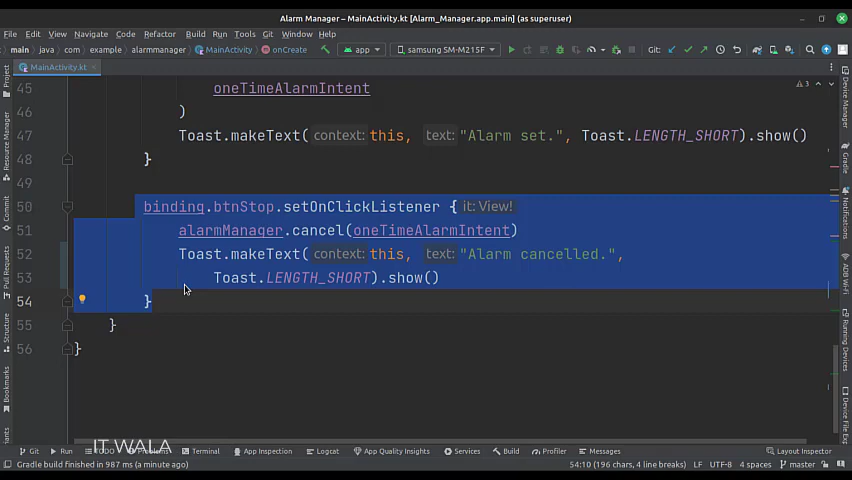 Alarm Manager – MainActivity.kt [Alarm_Manager.app.main] (as superuser)
File Edit View Navigate Code Refactor Build Run Tools Git Window Help
main java com example alarmmanager MainActivity onCreate app samsung SM-M215F Git:
MainActivity.kt
3
45 oneTimeAlarmIntent
46 )
47 Toast.makeText( context: this, text: "Alarm set.", Toast.LENGTH_SHORT).show()
48 }
49
50 binding.btnStop.setOnClickListener { it: View!
51 alarmManager.cancel(oneTimeAlarmIntent)
52 Toast.makeText( context: this, text: "Alarm cancelled.",
53 Toast.LENGTH_SHORT).show()
54 }
55 }
56 }
Project
Resource Manager
Commit
Pull Requests
Structure
Bookmarks
Device Manager
Gradle
Emulator
ADB Wi-Fi
Running Devices
IT WALA
Git Run TODO Problems Terminal App Inspection Logcat App Quality Insights Services Build Profiler Messages Layout Inspector
Gradle build finished in 987 ms (a minute ago) 54:10 (196 chars, 4 line breaks) LF UTF-8 4 spaces master